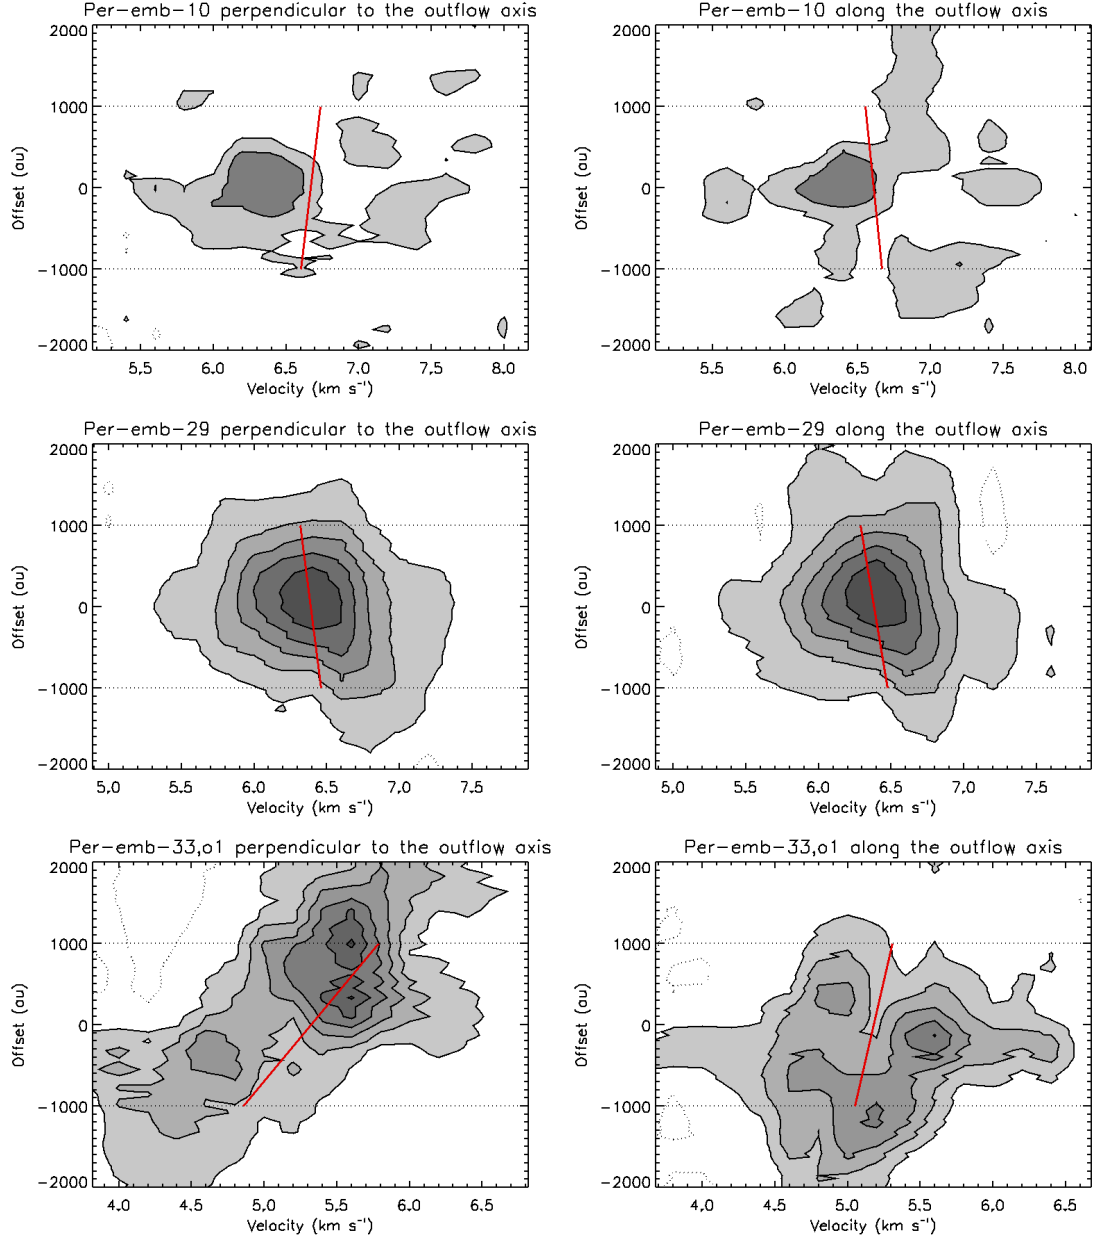 Per-emb-10 perpendicular to the outflow axis
2000
1000
0
-1000
-2000
Offset (au)
5.5 6.0 6.5 7.0 7.5 8.0
Velocity (km s⁻¹)
Per-emb-10 along the outflow axis
2000
1000
0
-1000
-2000
Offset (au)
5.5 6.0 6.5 7.0 7.5 8.0
Velocity (km s⁻¹)
Per-emb-29 perpendicular to the outflow axis
2000
1000
0
-1000
-2000
Offset (au)
5.0 5.5 6.0 6.5 7.0 7.5
Velocity (km s⁻¹)
Per-emb-29 along the outflow axis
2000
1000
0
-1000
-2000
Offset (au)
5.0 5.5 6.0 6.5 7.0 7.5
Velocity (km s⁻¹)
Per-emb-33,a1 perpendicular to the outflow axis
2000
1000
0
-1000
-2000
Offset (au)
4.0 4.5 5.0 5.5 6.0 6.5
Velocity (km s⁻¹)
Per-emb-33,a1 along the outflow axis
2000
1000
0
-1000
-2000
Offset (au)
4.0 4.5 5.0 5.5 6.0 6.5
Velocity (km s⁻¹)